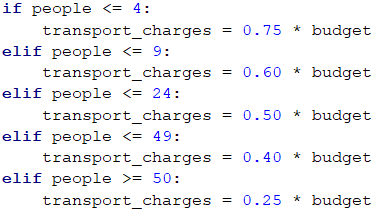 if people <= 4:
    transport_charges = 0.75 * budget
elif people <= 9:
    transport_charges = 0.60 * budget
elif people <= 24:
    transport_charges = 0.50 * budget
elif people <= 49:
    transport_charges = 0.40 * budget
elif people >= 50:
    transport_charges = 0.25 * budget